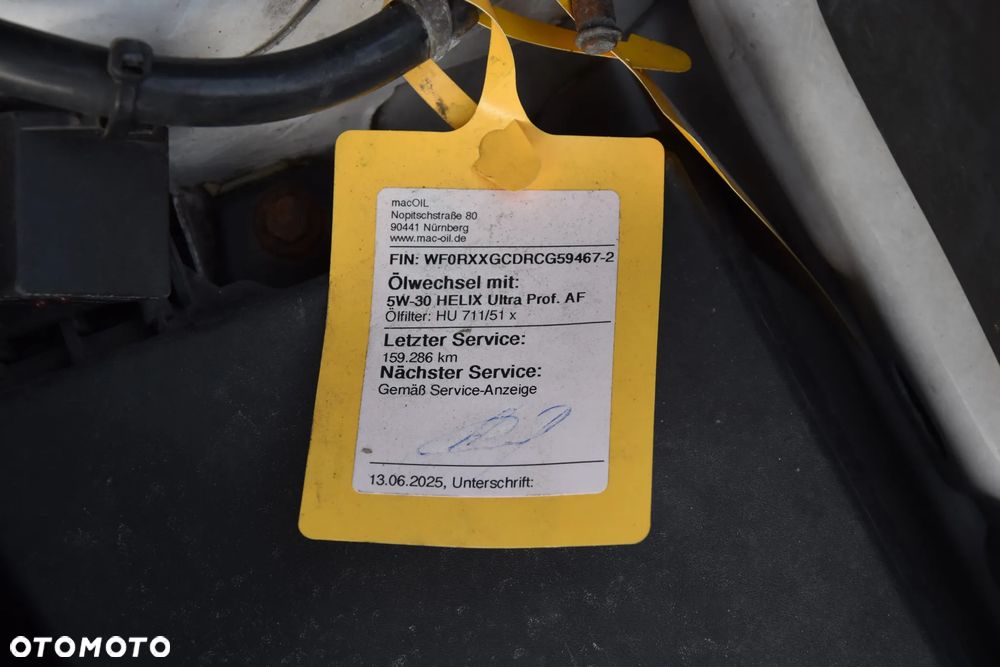 macOIL
Nopitschstraße 80
90441 Nürnberg
www.mac-oil.de
FIN: WF0RXXGCDRCG59467-2
Ölwechsel mit:
5W-30 HELIX Ultra Prof. AF
Ölfilter: HU 711/51 x
Letzter Service:
159.286 km
Nächster Service:
Gemäß Service-Anzeige
13.06.2025, Unterschrift:
OTOMOTO